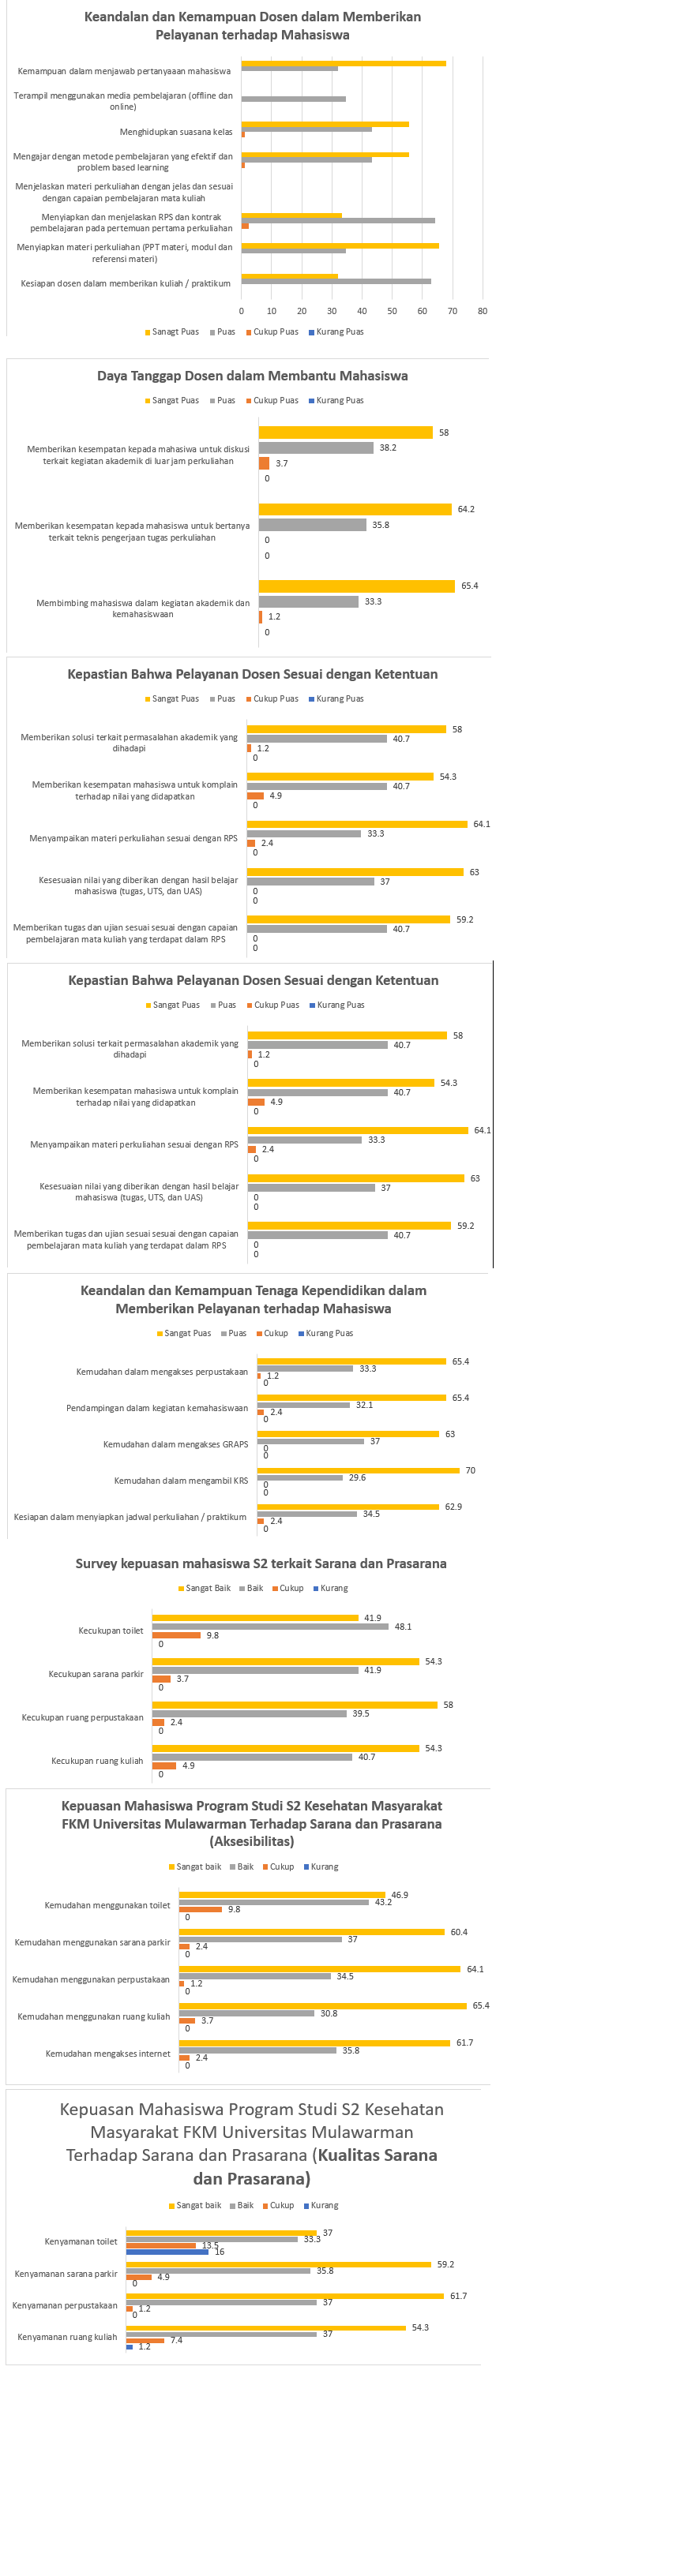 Keandalan dan Kemampuan Dosen dalam Memberikan
Pelayanan terhadap Mahasiswa
Kemampuan dalam menjawab pertanyaaan mahasiswa
Terampil menggunakan media pembelajaran (offline dan
online)
Menghidupkan suasana kelas
Mengajar dengan metode pembelajaran yang efektif dan
problem based learning
Menjelaskan materi perkuliahan dengan jelas dan sesuai
dengan capaian pembelajaran mata kuliah
Menyiapkan dan menjelaskan RPS dan kontrak
pembelajaran pada pertemuan pertama perkuliahan
Menyiapkan materi perkuliahan (PPT materi, modul dan
referensi materi)
Kesiapan dosen dalam memberikan kuliah / praktikum
0 10 20 30 40 50 60 70 80
Sanagt Puas Puas Cukup Puas Kurang Puas
Daya Tanggap Dosen dalam Membantu Mahasiswa
Sangat Puas Puas Cukup Puas Kurang Puas
Memberikan kesempatan kepada mahasiwa untuk diskusi
terkait kegiatan akademik di luar jam perkuliahan
58
38.2
3.7
0
Memberikan kesempatan kepada mahasiswa untuk bertanya
terkait teknis pengerjaan tugas perkuliahan
64.2
35.8
0
0
Membimbing mahasiswa dalam kegiatan akademik dan
kemahasiswaan
65.4
33.3
1.2
0
Kepastian Bahwa Pelayanan Dosen Sesuai dengan Ketentuan
Sangat Puas Puas Cukup Puas Kurang Puas
Memberikan solusi terkait permasalahan akademik yang
dihadapi
58
40.7
1.2
0
Memberikan kesempatan mahasiswa untuk komplain
terhadap nilai yang didapatkan
54.3
40.7
4.9
0
Menyampaikan materi perkuliahan sesuai dengan RPS
64.1
33.3
2.4
0
Kesesuaian nilai yang diberikan dengan hasil belajar
mahasiswa (tugas, UTS, dan UAS)
63
37
0
0
Memberikan tugas dan ujian sesuai sesuai dengan capaian
pembelajaran mata kuliah yang terdapat dalam RPS
59.2
40.7
0
0
Kepastian Bahwa Pelayanan Dosen Sesuai dengan Ketentuan
Sangat Puas Puas Cukup Puas Kurang Puas
Memberikan solusi terkait permasalahan akademik yang
dihadapi
58
40.7
1.2
0
Memberikan kesempatan mahasiswa untuk komplain
terhadap nilai yang didapatkan
54.3
40.7
4.9
0
Menyampaikan materi perkuliahan sesuai dengan RPS
64.1
33.3
2.4
0
Kesesuaian nilai yang diberikan dengan hasil belajar
mahasiswa (tugas, UTS, dan UAS)
63
37
0
0
Memberikan tugas dan ujian sesuai sesuai dengan capaian
pembelajaran mata kuliah yang terdapat dalam RPS
59.2
40.7
0
0
Keandalan dan Kemampuan Tenaga Kependidikan dalam
Memberikan Pelayanan terhadap Mahasiswa
Sangat Puas Puas Cukup Kurang Puas
Kemudahan dalam mengakses perpustakaan
65.4
33.3
1.2
0
Pendampingan dalam kegiatan kemahasiswaan
65.4
32.1
2.4
0
Kemudahan dalam mengakses GRAPS
63
37
0
0
Kemudahan dalam mengambil KRS
70
29.6
0
0
Kesiapan dalam menyiapkan jadwal perkuliahan / praktikum
62.9
34.5
2.4
0
Survey kepuasan mahasiswa S2 terkait Sarana dan Prasarana
Sangat Baik Baik Cukup Kurang
Kecukupan toilet
41.9
48.1
9.8
0
Kecukupan sarana parkir
54.3
41.9
3.7
0
Kecukupan ruang perpustakaan
58
39.5
2.4
0
Kecukupan ruang kuliah
54.3
40.7
4.9
0
Kepuasan Mahasiswa Program Studi S2 Kesehatan Masyarakat
FKM Universitas Mulawarman Terhadap Sarana dan Prasarana
(Aksesibilitas)
Sangat baik Baik Cukup Kurang
Kemudahan menggunakan toilet
46.9
43.2
9.8
0
Kemudahan menggunakan sarana parkir
60.4
37
2.4
0
Kemudahan menggunakan perpustakaan
64.1
34.5
1.2
0
Kemudahan menggunakan ruang kuliah
65.4
30.8
3.7
0
Kemudahan mengakses internet
61.7
35.8
2.4
0
Kepuasan Mahasiswa Program Studi S2 Kesehatan
Masyarakat FKM Universitas Mulawarman
Terhadap Sarana dan Prasarana (Kualitas Sarana
dan Prasarana)
Sangat baik Baik Cukup Kurang
Kenyamanan toilet
37
33.3
13.5
16
Kenyamanan sarana parkir
59.2
35.8
4.9
0
Kenyamanan perpustakaan
61.7
37
1.2
0
Kenyamanan ruang kuliah
54.3
37
7.4
1.2